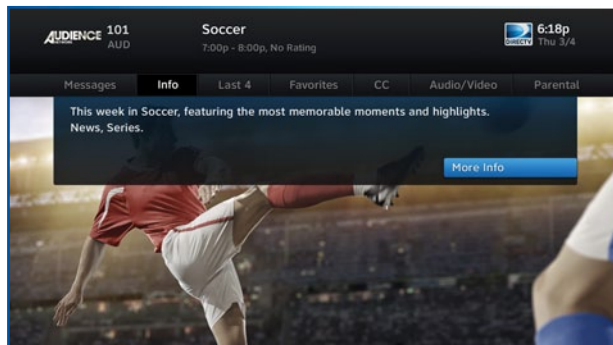 AUDIENCE 101 Soccer 6:18p
NETWORK AUD 7:00p - 8:00p, No Rating DIRECTV Thu 3/4
Messages Info Last 4 Favorites CC Audio/Video Parental
This week in Soccer, featuring the most memorable moments and highlights.
News, Series.
More Info